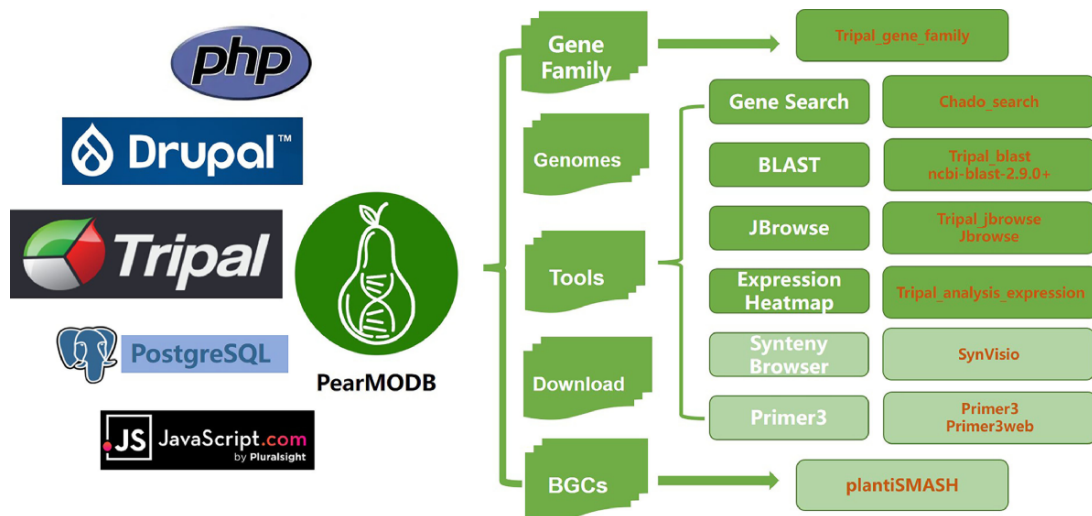 php
Drupal™
Tripal
PostgreSQL
JS JavaScript.com
by Pluralsight
PearMODB
Gene
Family
Genomes
Tools
Download
BGCs
Tripal_gene_family
Gene Search
Chado_search
BLAST
Tripal_blast
ncbi-blast-2.9.0+
JBrowse
Tripal_jbrowse
Jbrowse
Expression
Heatmap
Tripal_analysis_expression
Synteny
Browser
SynVisio
Primer3
Primer3
Primer3web
plantiSMASH